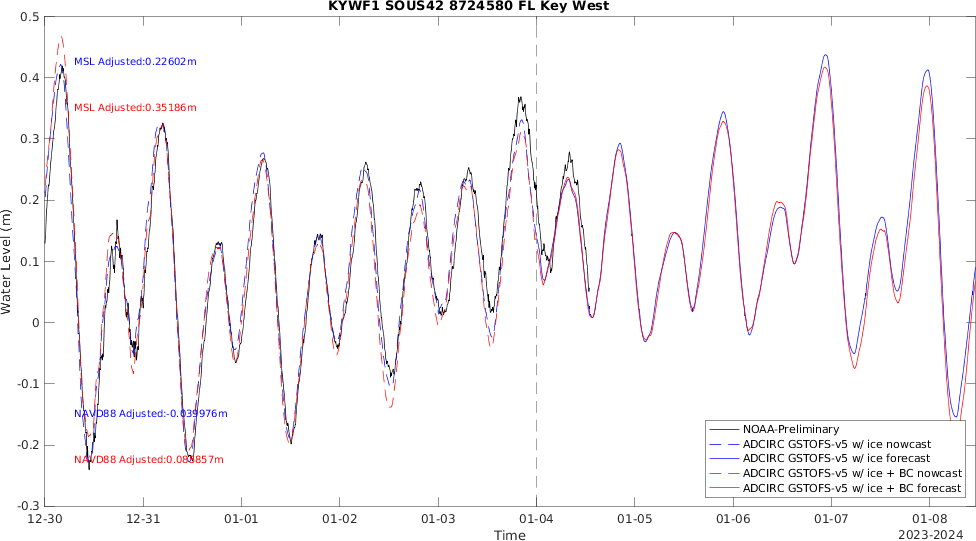 KYWF1 SOUS42 8724580 FL Key West
Water Level (m)
0.5
0.4
0.3
0.2
0.1
0
-0.1
-0.2
-0.3
MSL Adjusted:0.22602m
MSL Adjusted:0.35186m
NAVD88 Adjusted:-0.039976m
NAVD88 Adjusted:0.085857m
NOAA-Preliminary
ADCIRC GSTOFS-v5 w/ ice nowcast
ADCIRC GSTOFS-v5 w/ ice forecast
ADCIRC GSTOFS-v5 w/ ice + BC nowcast
ADCIRC GSTOFS-v5 w/ ice + BC forecast
12-30 12-31 01-01 01-02 01-03 01-04 01-05 01-06 01-07 01-08
Time
2023-2024